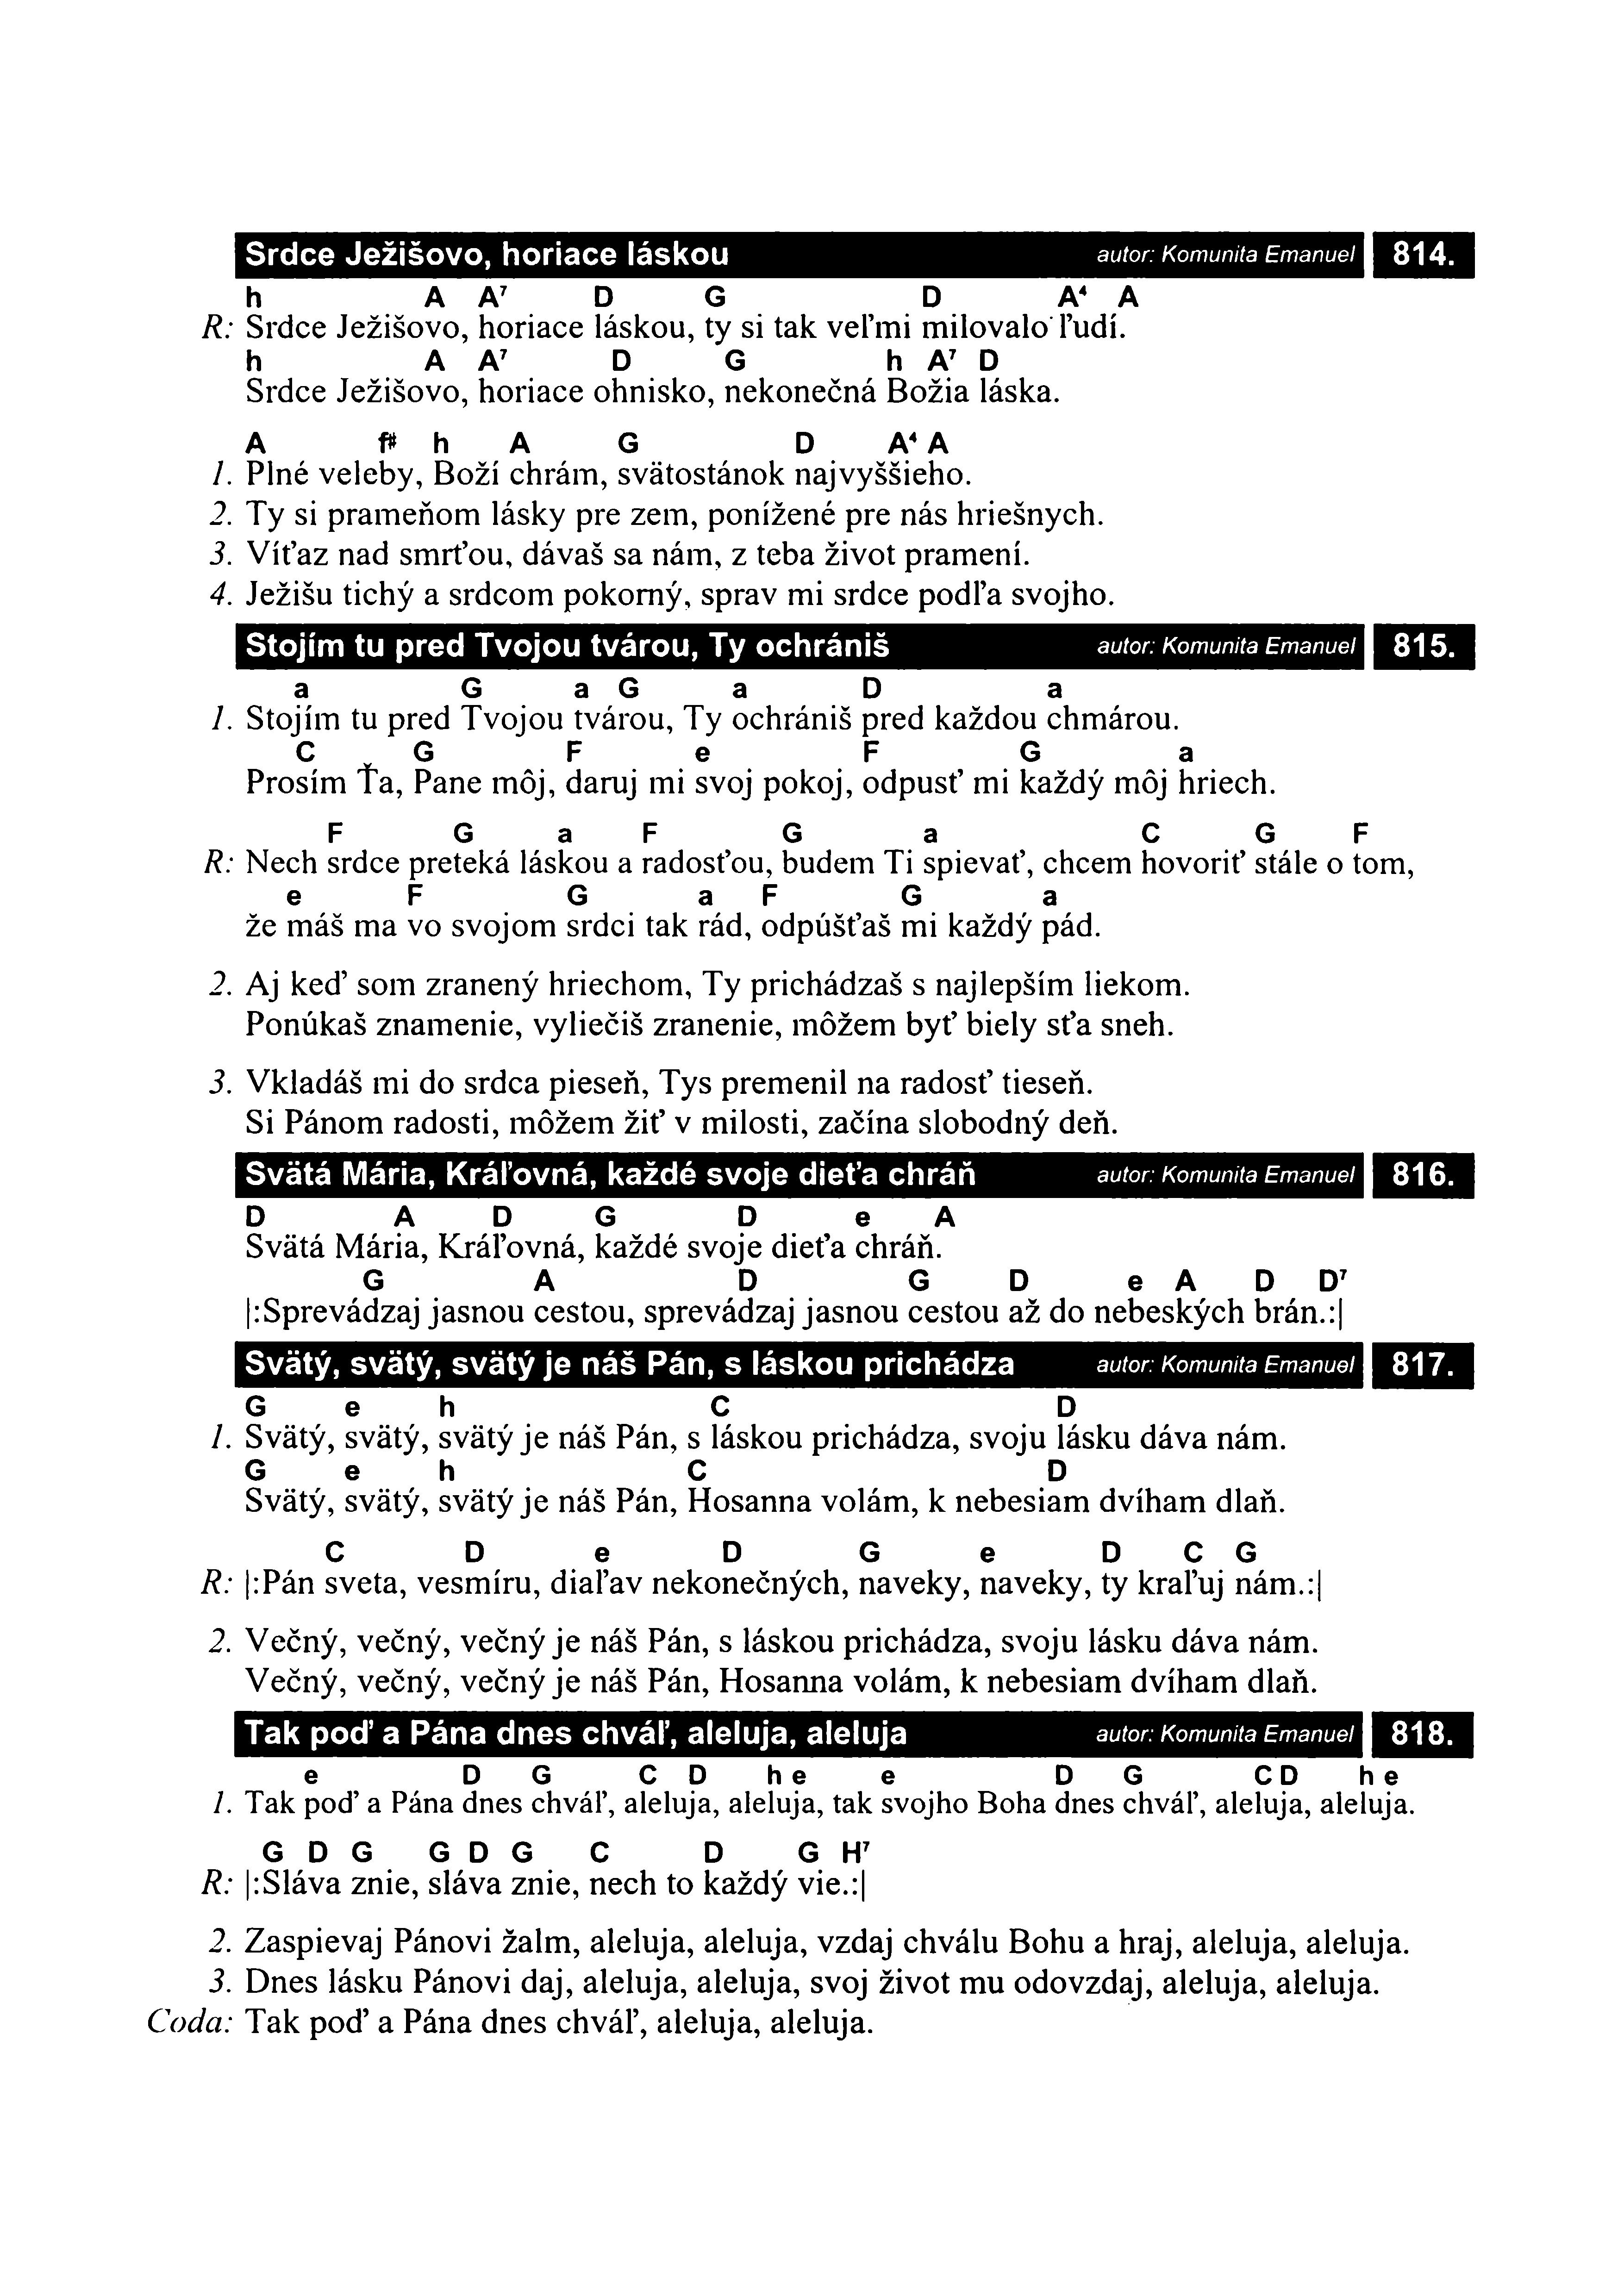 Srdce Ježišovo, horiace láskou autor: Komunita Emanuel 814.
h A A⁷ D G D A⁴ A
R: Srdce Ježišovo, horiace láskou, ty si tak veľmi milovalo ľudí.
h A A⁷ D G h A⁷ D
Srdce Ježišovo, horiace ohnisko, nekonečná Božia láska.
A f# h A G D A⁴ A
1. Plné veleby, Boží chrám, svätostánok najvyššieho.
2. Ty si prameňom lásky pre zem, ponížené pre nás hriešnych.
3. Víťaz nad smrťou, dávaš sa nám, z teba život pramení.
4. Ježišu tichý a srdcom pokorný, sprav mi srdce podľa svojho.
Stojím tu pred Tvojou tvárou, Ty ochrániš autor: Komunita Emanuel 815.
a G a G a D a
1. Stojím tu pred Tvojou tvárou, Ty ochrániš pred každou chmárou.
C G F e F G a
Prosím Ťa, Pane môj, daruj mi svoj pokoj, odpusť mi každý môj hriech.
F G a F G a C G F
R: Nech srdce preteká láskou a radosťou, budem Ti spievať, chcem hovoriť stále o tom,
e F G a F G a
že máš ma vo svojom srdci tak rád, odpúšťaš mi každý pád.
2. Aj keď som zranený hriechom, Ty prichádzaš s najlepším liekom.
Ponúkaš znamenie, vyliečiš zranenie, môžem byť biely sťa sneh.
3. Vkladáš mi do srdca pieseň, Tys premenil na radosť tieseň.
Si Pánom radosti, môžem žiť v milosti, začína slobodný deň.
Svätá Mária, Kráľovná, každé svoje dieťa chráň autor: Komunita Emanuel 816.
D A D G D e A
Svätá Mária, Kráľovná, každé svoje dieťa chráň.
G A D G D e A D D⁷
|:Sprevádzaj jasnou cestou, sprevádzaj jasnou cestou až do nebeských brán.:|
Svätý, svätý, svätý je náš Pán, s láskou prichádza autor: Komunita Emanuel 817.
G e h C D
1. Svätý, svätý, svätý je náš Pán, s láskou prichádza, svoju lásku dáva nám.
G e h C D
Svätý, svätý, svätý je náš Pán, Hosanna volám, k nebesiam dvíham dlaň.
C D e D G e D C G
R: |:Pán sveta, vesmíru, diaľav nekonečných, naveky, naveky, ty kraľuj nám.:|
2. Večný, večný, večný je náš Pán, s láskou prichádza, svoju lásku dáva nám.
Večný, večný, večný je náš Pán, Hosanna volám, k nebesiam dvíham dlaň.
Tak poď a Pána dnes chváľ, aleluja, aleluja autor: Komunita Emanuel 818.
e D G C D h e e D G C D h e
1. Tak poď a Pána dnes chváľ, aleluja, aleluja, tak svojho Boha dnes chváľ, aleluja, aleluja.
G D G G D G C D G H⁷
R: |:Sláva znie, sláva znie, nech to každý vie.:|
2. Zaspievaj Pánovi žalm, aleluja, aleluja, vzdaj chválu Bohu a hraj, aleluja, aleluja.
3. Dnes lásku Pánovi daj, aleluja, aleluja, svoj život mu odovzdaj, aleluja, aleluja.
Coda: Tak poď a Pána dnes chváľ, aleluja, aleluja.